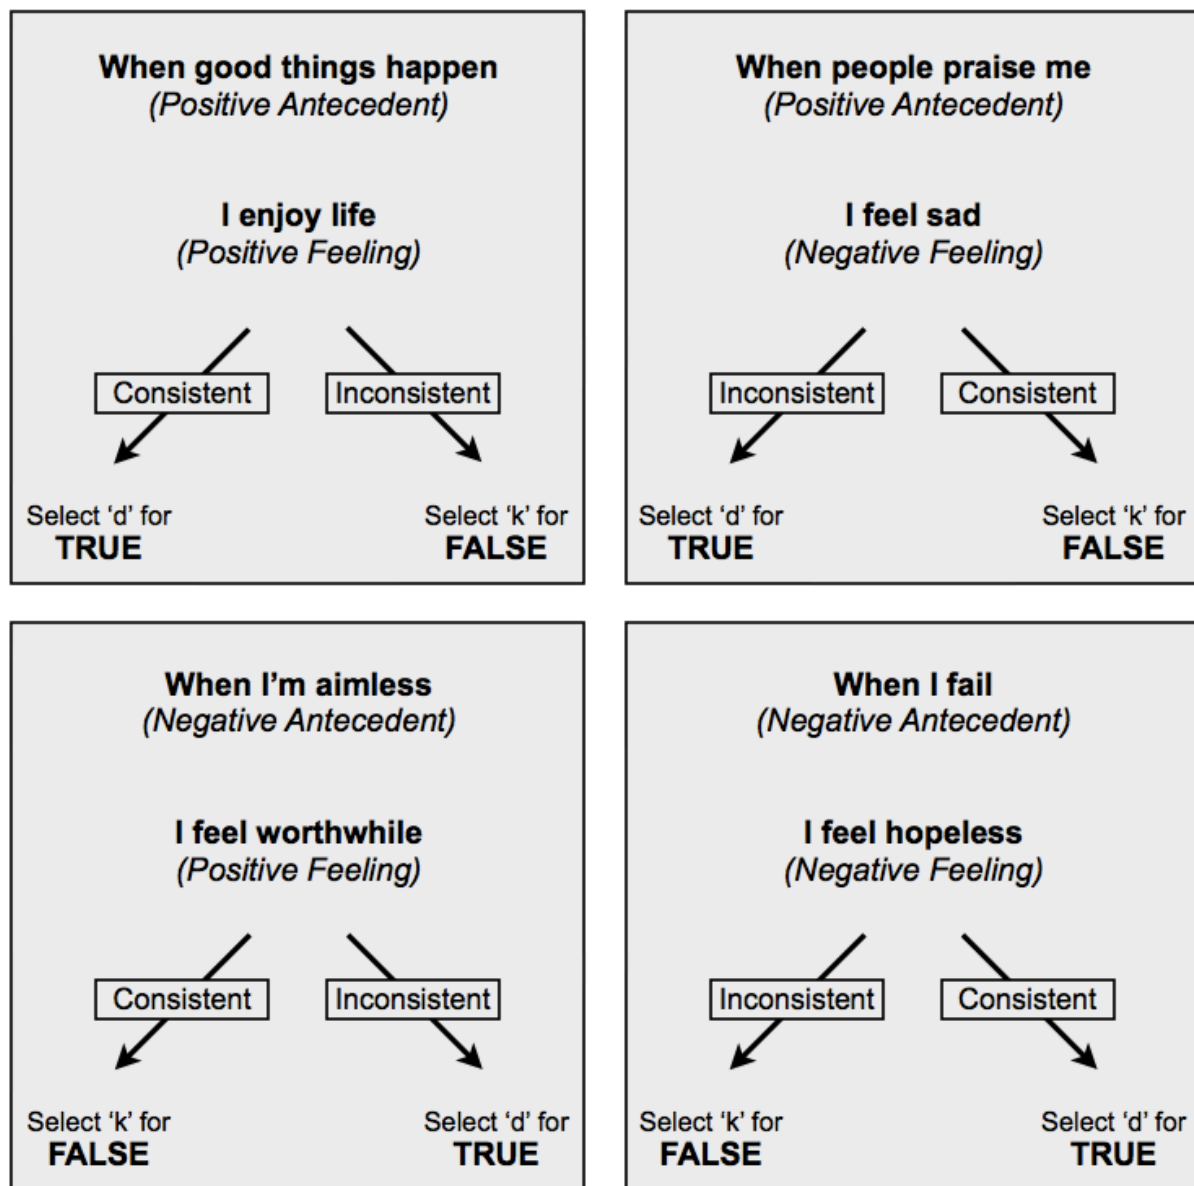 When good things happen
(Positive Antecedent)
I enjoy life
(Positive Feeling)
Consistent
Inconsistent
Select ‘d’ for
TRUE
Select ‘k’ for
FALSE
When people praise me
(Positive Antecedent)
I feel sad
(Negative Feeling)
Inconsistent
Consistent
Select ‘d’ for
TRUE
Select ‘k’ for
FALSE
When I’m aimless
(Negative Antecedent)
I feel worthwhile
(Positive Feeling)
Consistent
Inconsistent
Select ‘k’ for
FALSE
Select ‘d’ for
TRUE
When I fail
(Negative Antecedent)
I feel hopeless
(Negative Feeling)
Inconsistent
Consistent
Select ‘k’ for
FALSE
Select ‘d’ for
TRUE